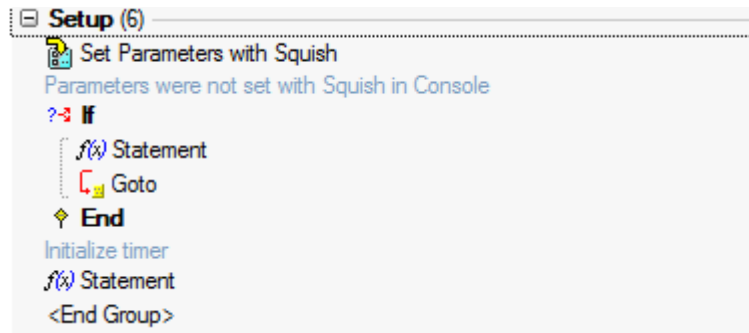 Setup (6)
Set Parameters with Squish
Parameters were not set with Squish in Console
?
If
f(x) Statement
Goto
End
Initialize timer
f(x) Statement
<End Group>